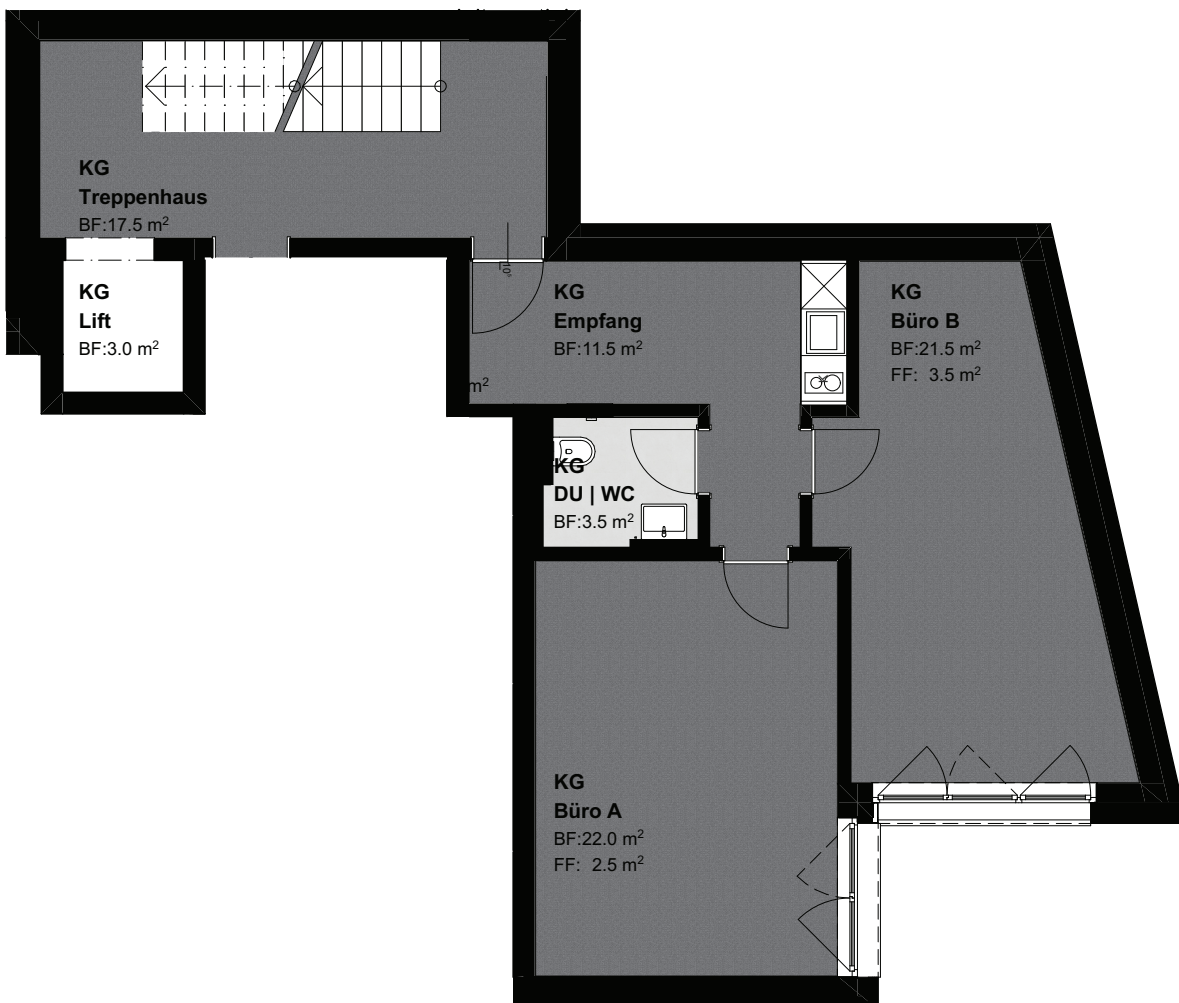 KG
Treppenhaus
BF:17.5 m²
KG
Lift
BF:3.0 m²
KG
Empfang
BF:11.5 m²
KG
Büro B
BF:21.5 m²
FF: 3.5 m²
m²
KG
DU | WC
BF:3.5 m²
KG
Büro A
BF:22.0 m²
FF: 2.5 m²